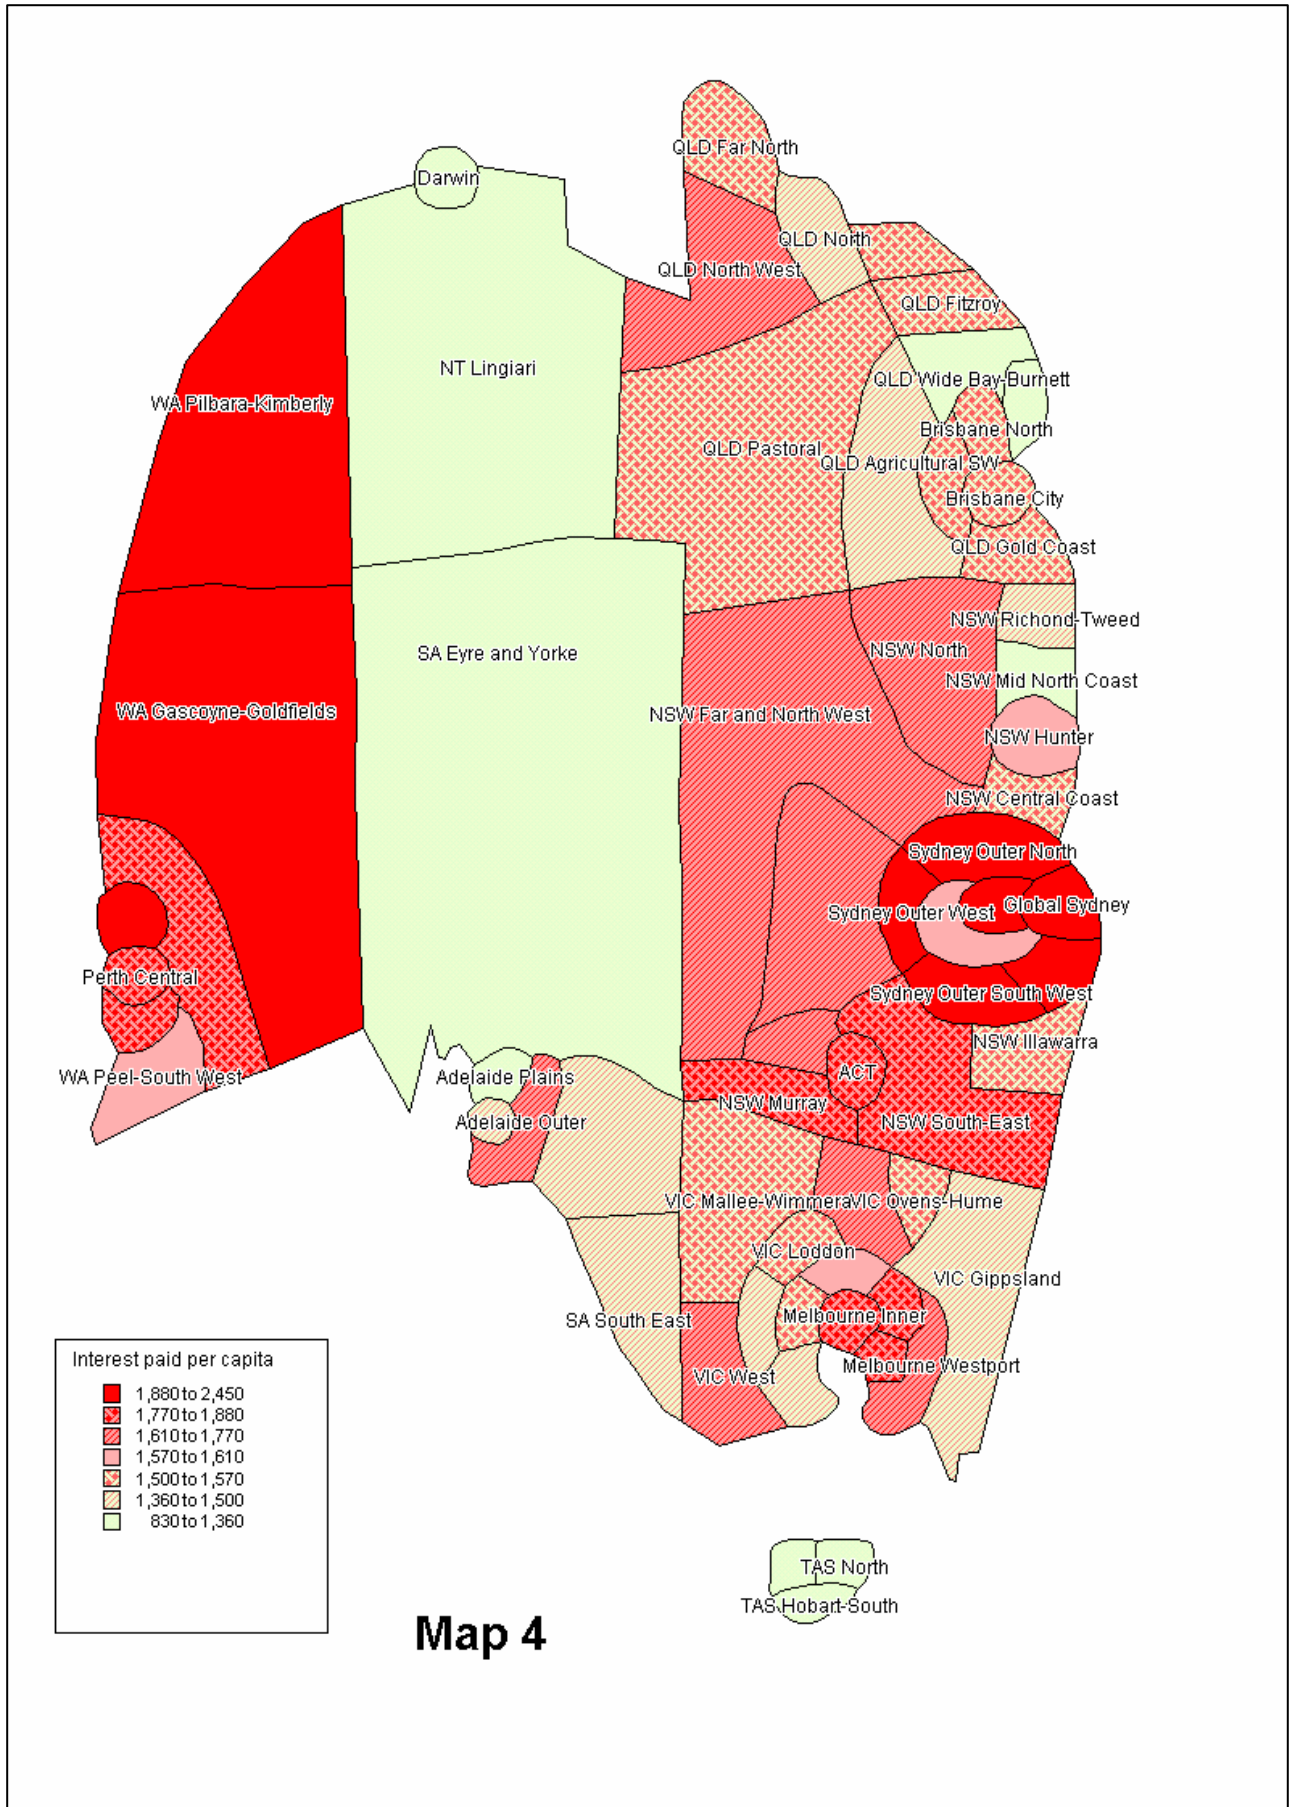 QLD Far North
Darwin
QLD North
QLD North West
QLD Fitzroy
NT Lingiari
QLD Wide Bay-Burnett
WA Pilbara-Kimberly
Brisbane North
QLD Pastoral
QLD Agricultural SW
Brisbane City
QLD Gold Coast
NSW Richond-Tweed
SA Eyre and Yorke
NSW North
NSW Mid North Coast
WA Gascoyne-Goldfields
NSW Far and North West
NSW Hunter
NSW Central Coast
Sydney Outer North
Global Sydney
Sydney Outer West
Perth Central
Sydney Outer South West
NSW Illawarra
WA Peel-South West
Adelaide Plains
ACT
NSW Murray
Adelaide Outer
NSW South-East
VIC Mallee-Wimmera
VIC Ovens-Hume
VIC Loddon
VIC Gippsland
SA South East
Melbourne Inner
Melbourne Westport
VIC West
Interest paid per capita
1,880 to 2,450
1,770 to 1,880
1,610 to 1,770
1,570 to 1,610
1,500 to 1,570
1,360 to 1,500
830 to 1,360
TAS North
TAS Hobart-South
Map 4